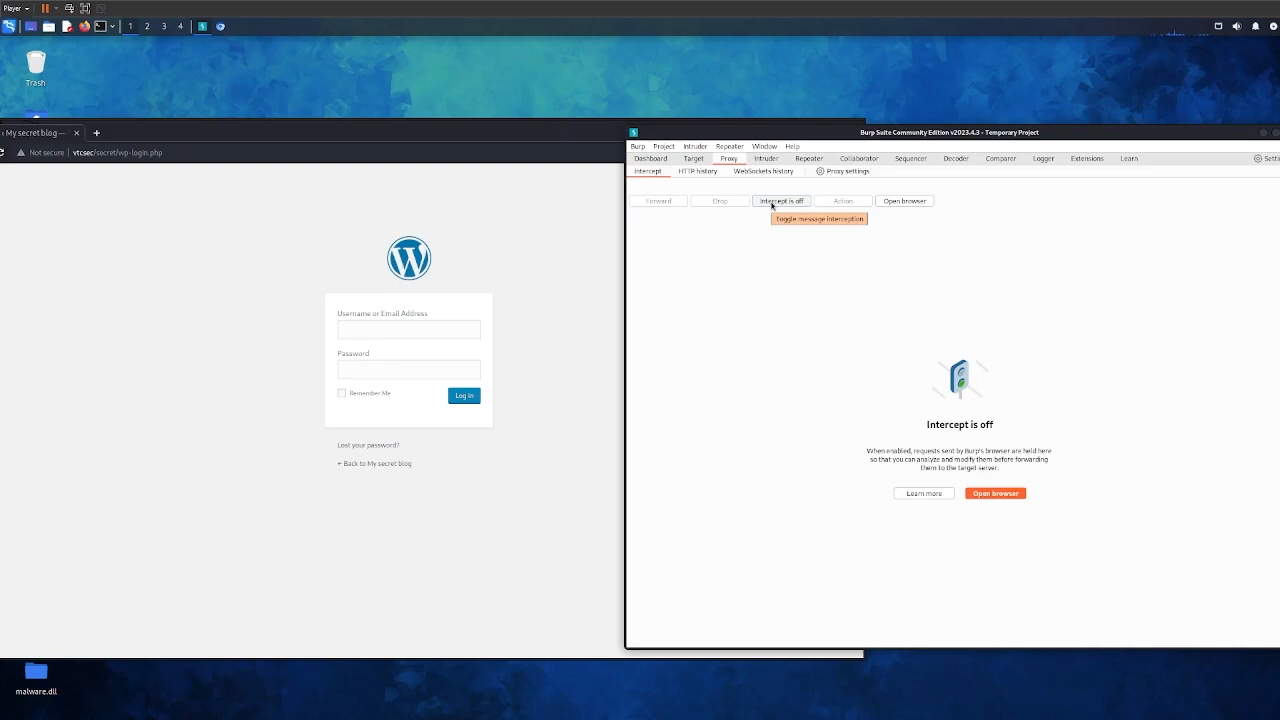 Player
1 2 3 4
Trash
My secret blog —
Not secure vtcsec/secret/wp-login.php
Username or Email Address
Password
Remember Me
Log In
Lost your password?
← Back to My secret blog
malware.dll
Burp Suite Community Edition v2023.4.3 - Temporary Project
Burp Project Intruder Repeater Window Help
Dashboard Target Proxy Intruder Repeater Collaborator Sequencer Decoder Comparer Logger Extensions Learn Setti
Intercept HTTP history WebSockets history Proxy settings
Forward Drop Intercept is off Action Open browser
Toggle message interception
Intercept is off
When enabled, requests sent by Burp's browser are held here
so that you can analyze and modify them before forwarding
them to the target server.
Learn more Open browser